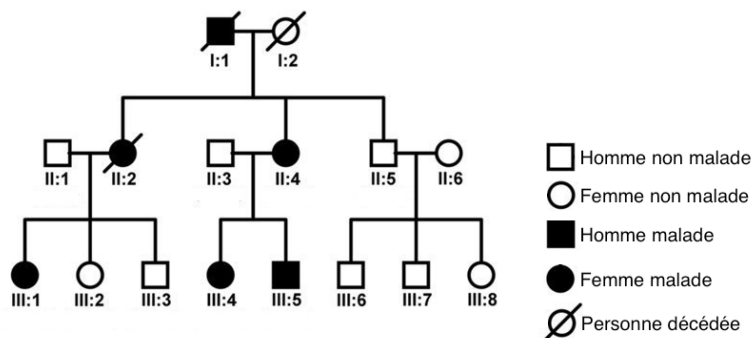 I:1 I:2
II:1 II:2 II:3 II:4 II:5 II:6
III:1 III:2 III:3 III:4 III:5 III:6 III:7 III:8
Homme non malade
Femme non malade
Homme malade
Femme malade
Personne décédée